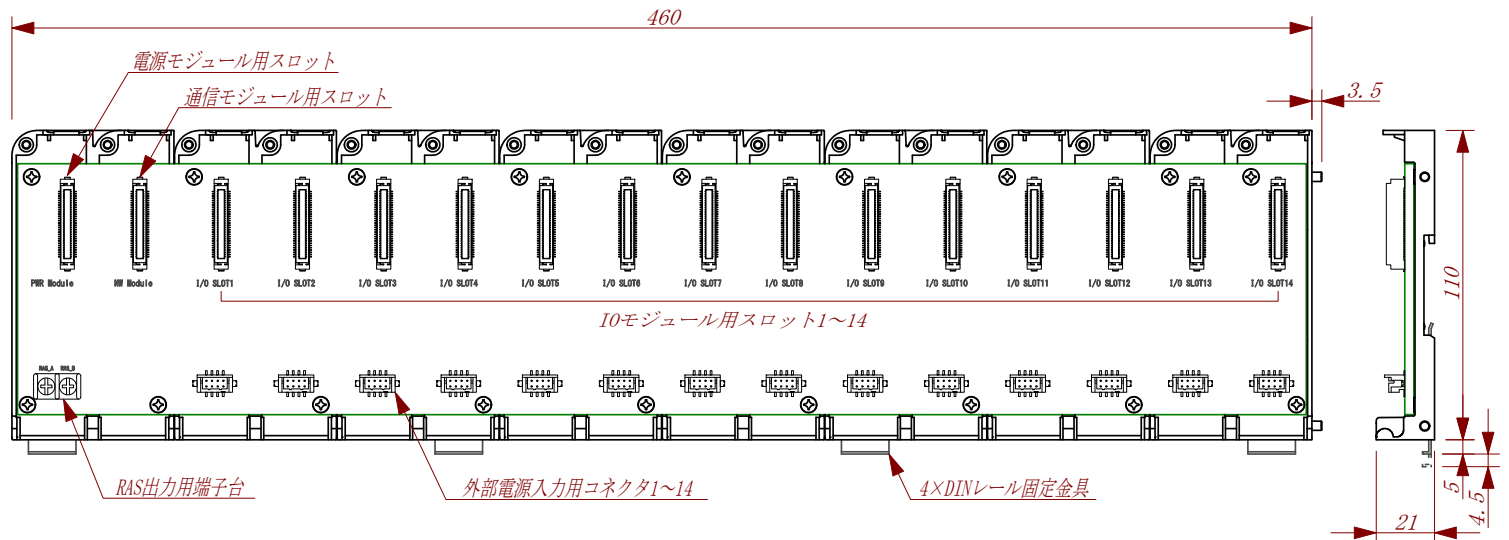 460
電源モジュール用スロット
通信モジュール用スロット
3.5
PWR Module
NW Module
I/O SLOT1
I/O SLOT2
I/O SLOT3
I/O SLOT4
I/O SLOT5
I/O SLOT6
I/O SLOT7
I/O SLOT8
I/O SLOT9
I/O SLOT10
I/O SLOT11
I/O SLOT12
I/O SLOT13
I/O SLOT14
110
IOモジュール用スロット1～14
RAS_A
RAS_B
RAS出力用端子台
外部電源入力用コネクタ1～14
4×DINレール固定金具
5
4.5
21